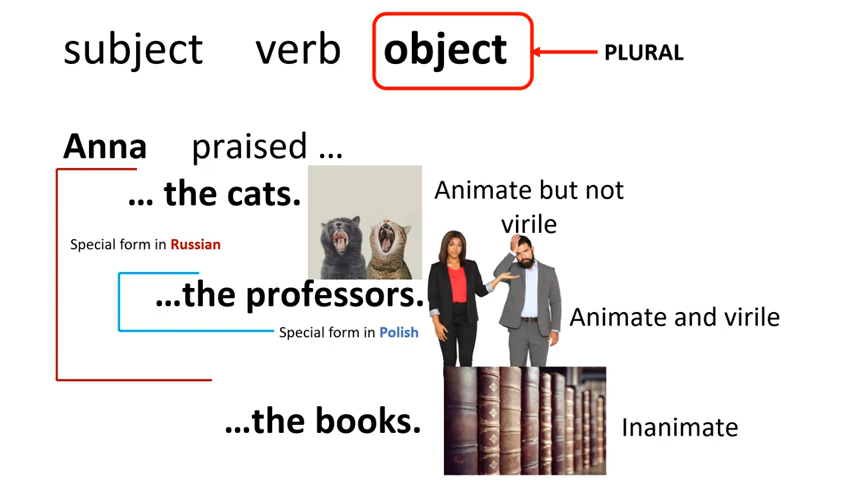 subject verb object PLURAL
Anna praised …
… the cats.
Animate but not
virile
Special form in Russian
…the professors.
Animate and virile
Special form in Polish
…the books.
Inanimate